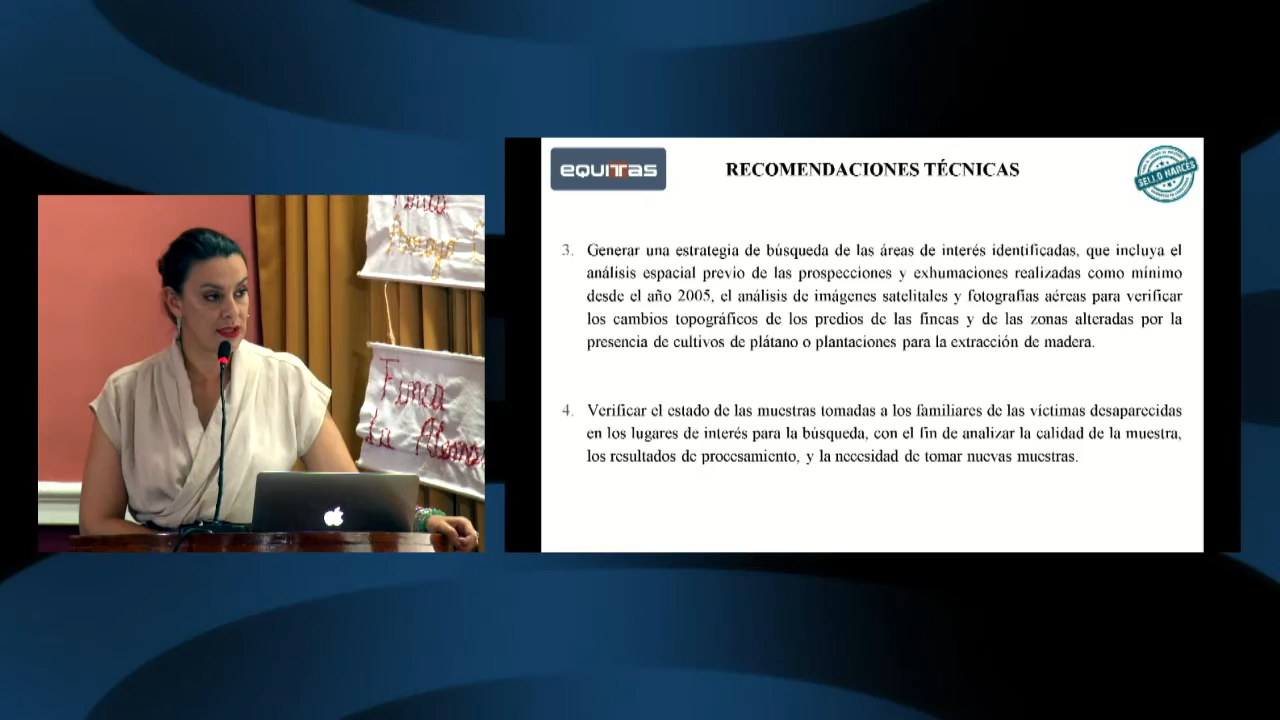 equitas
RECOMENDACIONES TÉCNICAS
SELLO NARCÉS
3. Generar una estrategia de búsqueda de las áreas de interés identificadas, que incluya el
análisis espacial previo de las prospecciones y exhumaciones realizadas como mínimo
desde el año 2005, el análisis de imágenes satelitales y fotografías aéreas para verificar
los cambios topográficos de los predios de las fincas y de las zonas alteradas por la
presencia de cultivos de plátano o plantaciones para la extracción de madera.
4. Verificar el estado de las muestras tomadas a los familiares de las víctimas desaparecidas
en los lugares de interés para la búsqueda, con el fin de analizar la calidad de la muestra,
los resultados de procesamiento, y la necesidad de tomar nuevas muestras.
Finca
La